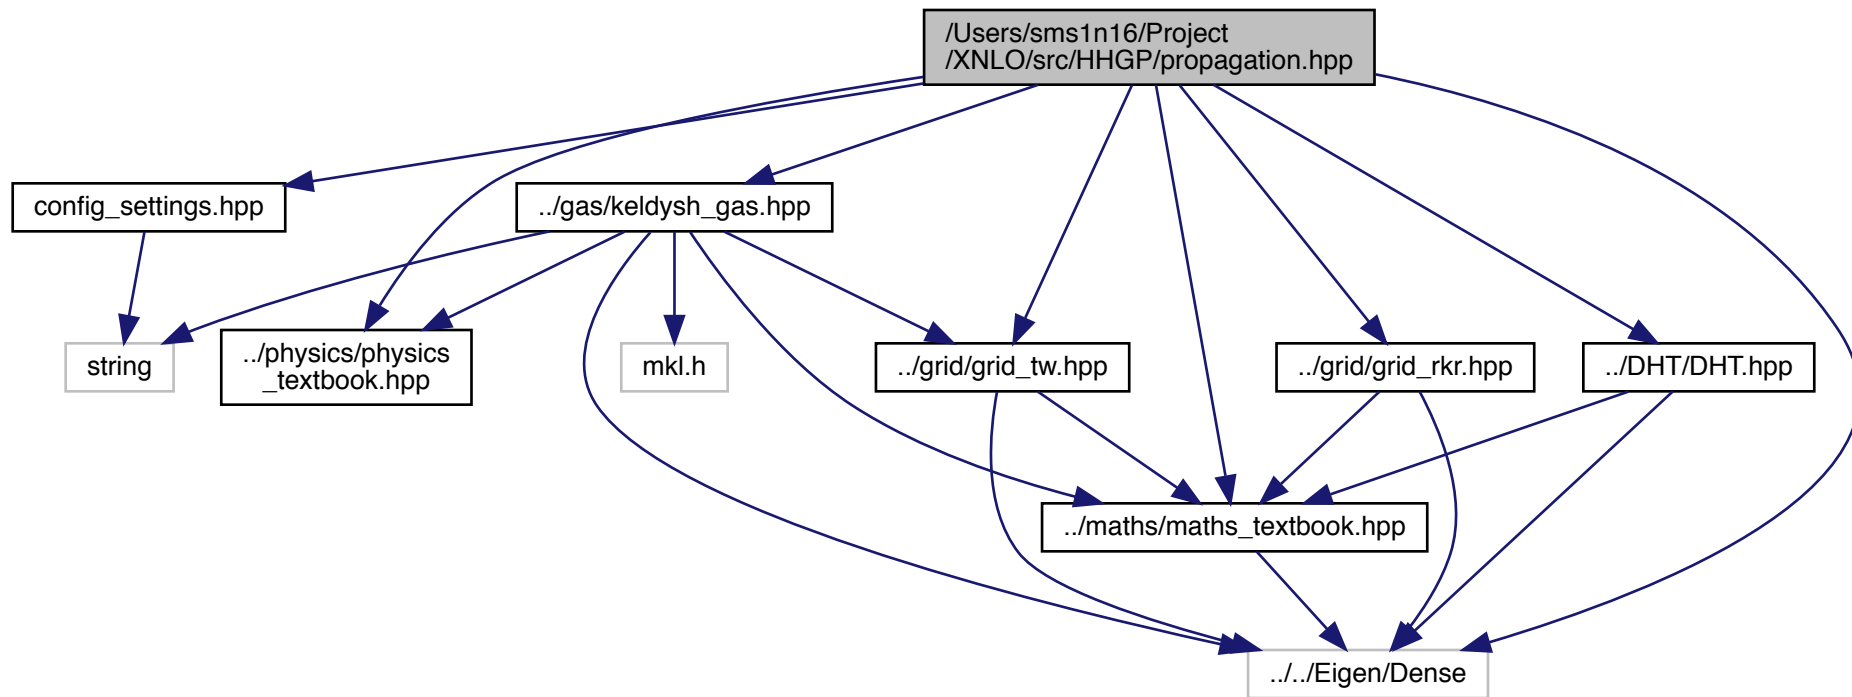 /Users/sms1n16/Project
/XNLO/src/HHGP/propagation.hpp
config_settings.hpp
../gas/keldysh_gas.hpp
string
../physics/physics
_textbook.hpp
mkl.h
../grid/grid_tw.hpp
../grid/grid_rkr.hpp
../DHT/DHT.hpp
../maths/maths_textbook.hpp
../../Eigen/Dense